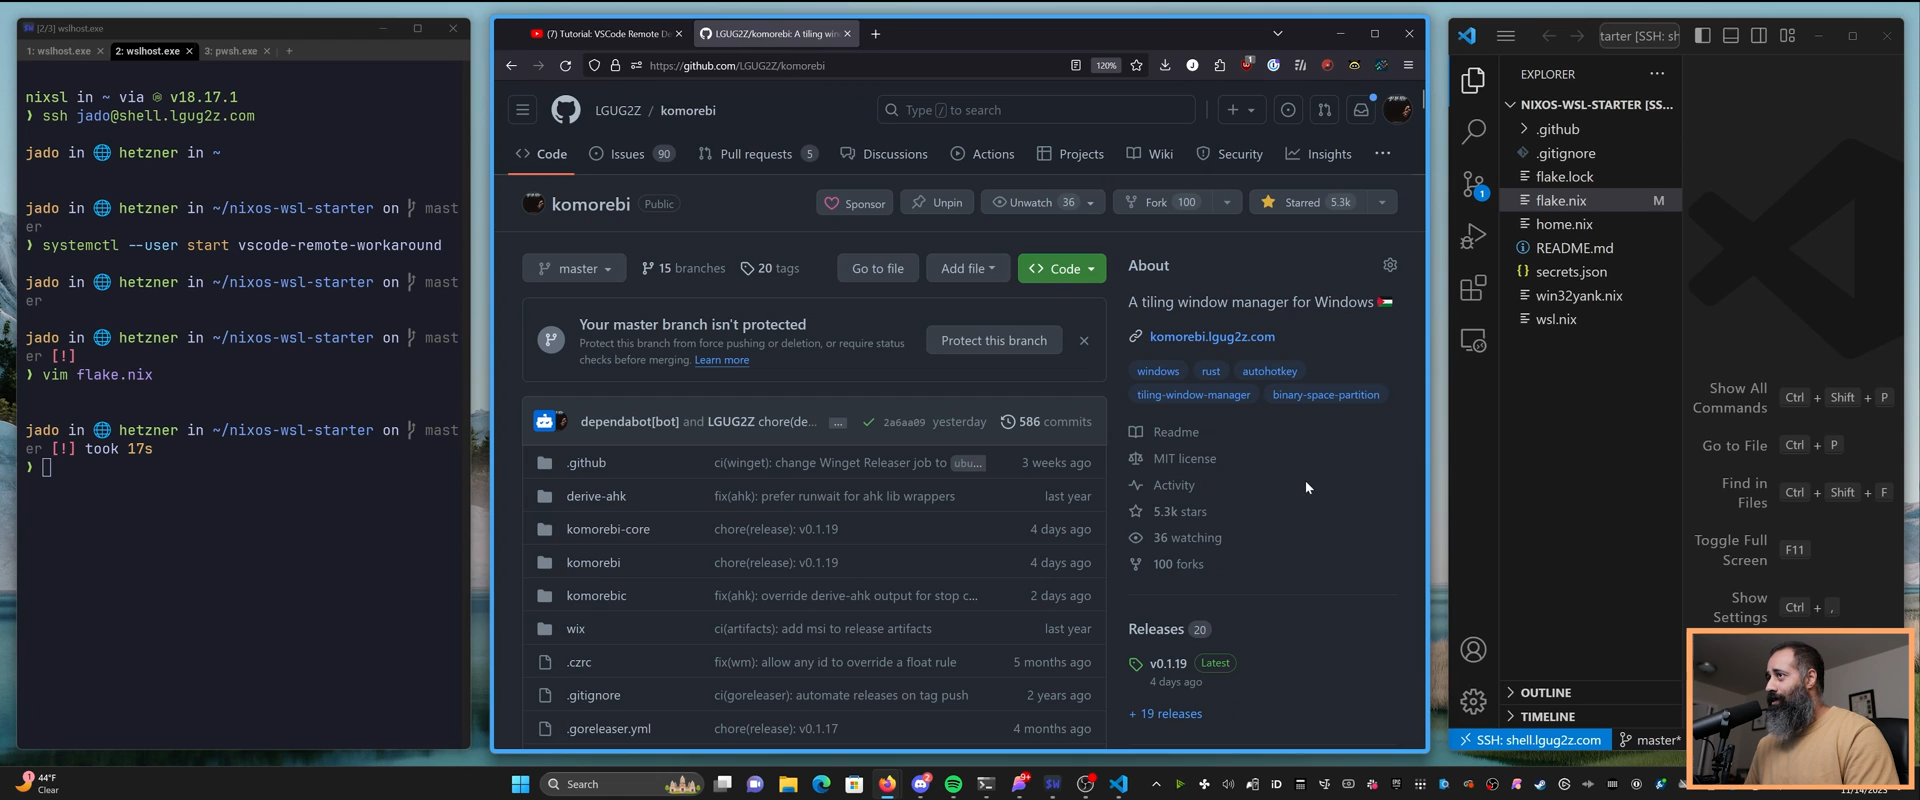 [2/3] wslhost.exe
1: wslhost.exe × 2: wslhost.exe × 3: pwsh.exe × +
nixsl in ~ via v18.17.1
❯ ssh jado@shell.lgug2z.com
jado in 🌐 hetzner in ~
jado in 🌐 hetzner in ~/nixos-wsl-starter on mast
er
❯ systemctl --user start vscode-remote-workaround
jado in 🌐 hetzner in ~/nixos-wsl-starter on mast
er
jado in 🌐 hetzner in ~/nixos-wsl-starter on mast
er [!]
❯ vim flake.nix
jado in 🌐 hetzner in ~/nixos-wsl-starter on mast
er [!] took 17s
❯
(7) Tutorial: VSCode Remote De × LGUG2Z/komorebi: A tiling win × +
https://github.com/LGUG2Z/komorebi 120% 1
LGUG2Z / komorebi
Type / to search
Code Issues 90 Pull requests 5 Discussions Actions Projects Wiki Security Insights ...
komorebi Public Sponsor Unpin Unwatch 36 Fork 100 Starred 5.3k
master 15 branches 20 tags Go to file Add file Code
Your master branch isn't protected
Protect this branch from force pushing or deletion, or require status
checks before merging. Learn more
Protect this branch
dependabot[bot] and LGUG2Z chore(de... ... 2a6aa09 yesterday 586 commits
.github ci(winget): change Winget Releaser job to ubu... 3 weeks ago
derive-ahk fix(ahk): prefer runwait for ahk lib wrappers last year
komorebi-core chore(release): v0.1.19 4 days ago
komorebi chore(release): v0.1.19 4 days ago
komorebic fix(ahk): override derive-ahk output for stop c... 2 days ago
wix ci(artifacts): add msi to release artifacts last year
.czrc fix(wm): allow any id to override a float rule 5 months ago
.gitignore ci(goreleaser): automate releases on tag push 2 years ago
.goreleaser.yml chore(release): v0.1.17 4 months ago
About
A tiling window manager for Windows 🇵🇸
komorebi.lgug2z.com
windows rust autohotkey
tiling-window-manager binary-space-partition
Readme
MIT license
Activity
5.3k stars
36 watching
100 forks
Releases 20
v0.1.19 Latest
4 days ago
+ 19 releases
tarter [SSH: sh
EXPLORER ...
NIXOS-WSL-STARTER [SS...
.github
.gitignore
flake.lock
flake.nix M
home.nix
README.md
secrets.json
win32yank.nix
wsl.nix
1
Show All
Commands Ctrl + Shift + P
Go to File Ctrl + P
Find in
Files Ctrl + Shift + F
Toggle Full
Screen F11
Show
Settings Ctrl + ,
OUTLINE
TIMELINE
SSH: shell.lgug2z.com master*
1 44°F
Clear
Search
2
9+
iD
11/14/2023